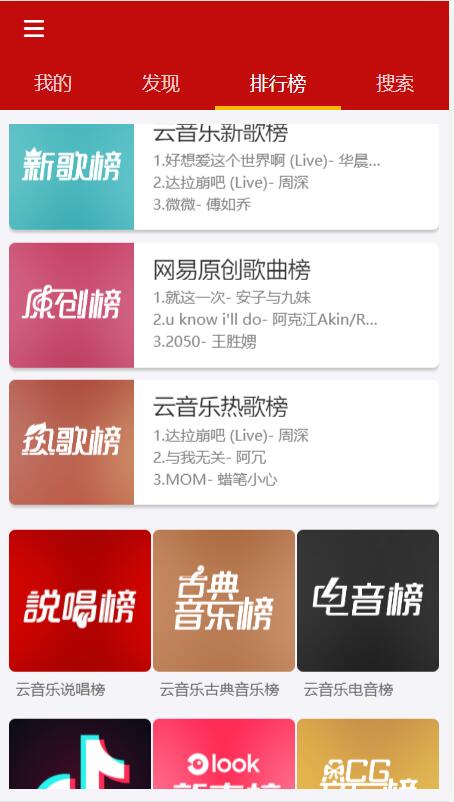 我的
发现
排行榜
搜索
新歌榜
云音乐新歌榜
1.好想爱这个世界啊 (Live)- 华晨...
2.达拉崩吧 (Live)- 周深
3.微微- 傅如乔
原创榜
网易原创歌曲榜
1.就这一次- 安子与九妹
2.u know i'll do- 阿克江Akin/R...
3.2050- 王胜娚
热歌榜
云音乐热歌榜
1.达拉崩吧 (Live)- 周深
2.与我无关- 阿冗
3.MOM- 蜡笔小心
說唱榜
古典
音乐榜
电音榜
云音乐说唱榜
云音乐古典音乐榜
云音乐电音榜
look
ACG